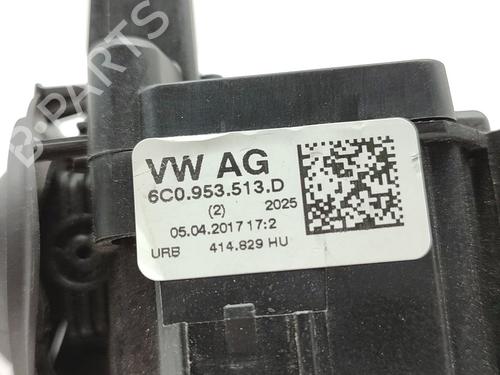 B-PARTS
VW AG
6C0.953.513.D
(2) 2025
05.04.2017 17:2
URB 414.829 HU